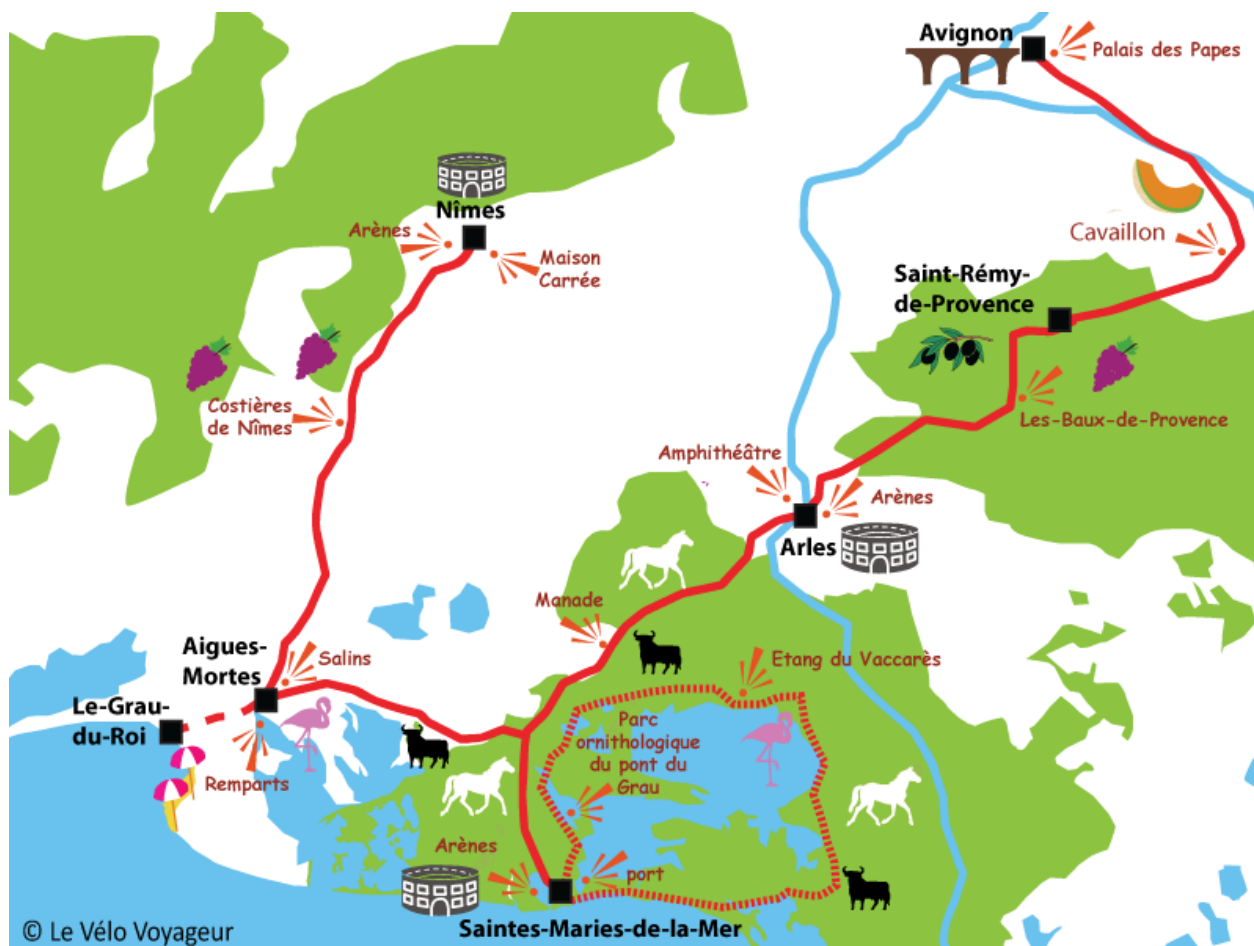 Avignon
Palais des Papes
Nîmes
Arènes
Maison
Carrée
Cavaillon
Saint-Rémy-
de-Provence
Costières
de Nîmes
Les-Baux-de-Provence
Amphithéâtre
Arènes
Arles
Manade
Aigues-
Mortes
Salins
Etang du Vaccarès
Le-Grau-
du-Roi
Parc
ornithologique
du pont du
Grau
Remparts
Arènes
port
Saintes-Maries-de-la-Mer
© Le Vélo Voyageur